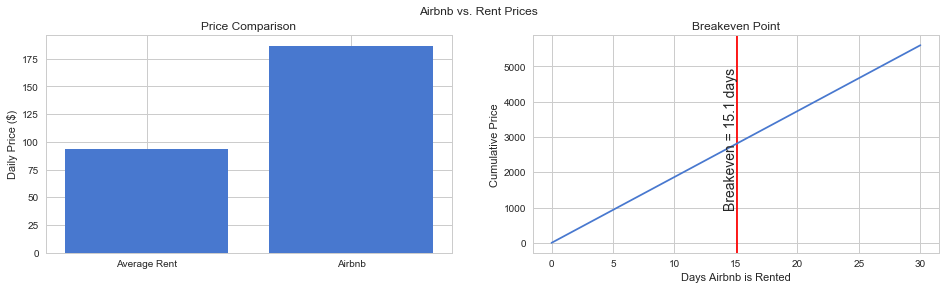 Airbnb vs. Rent Prices
Price Comparison
Daily Price ($)
175
150
125
100
75
50
25
0
Average Rent
Airbnb
Breakeven Point
Cumulative Price
5000
4000
3000
2000
1000
0
Breakeven = 15.1 days
0
5
10
15
20
25
30
Days Airbnb is Rented